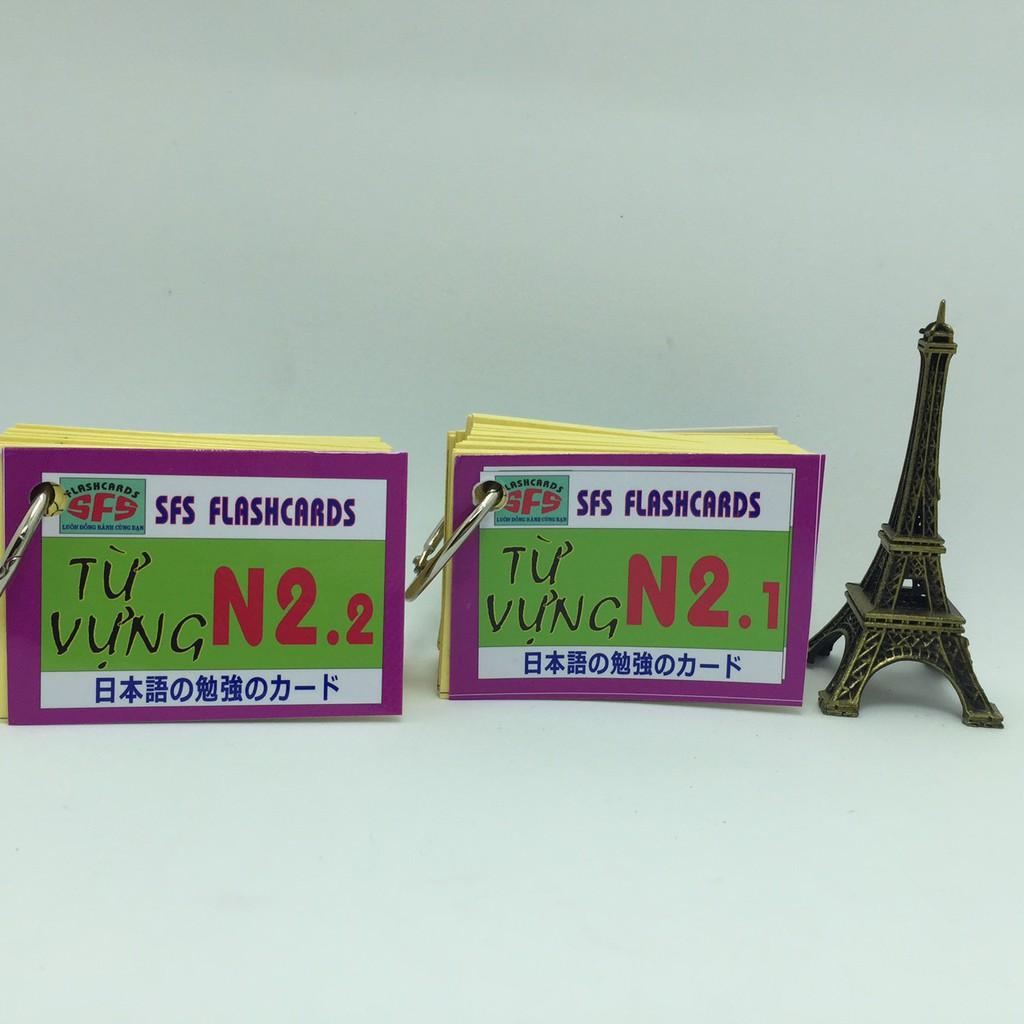 FLASHCARDS
SFS
LUÔN ĐỒNG HÀNH CÙNG BẠN
SFS FLASHCARDS
TỪ
VỰNG
N2.2
日本語の勉強のカード
FLASHCARDS
SFS
LUÔN ĐỒNG HÀNH CÙNG BẠN
SFS FLASHCARDS
TỪ
VỰNG
N2.1
日本語の勉強のカード